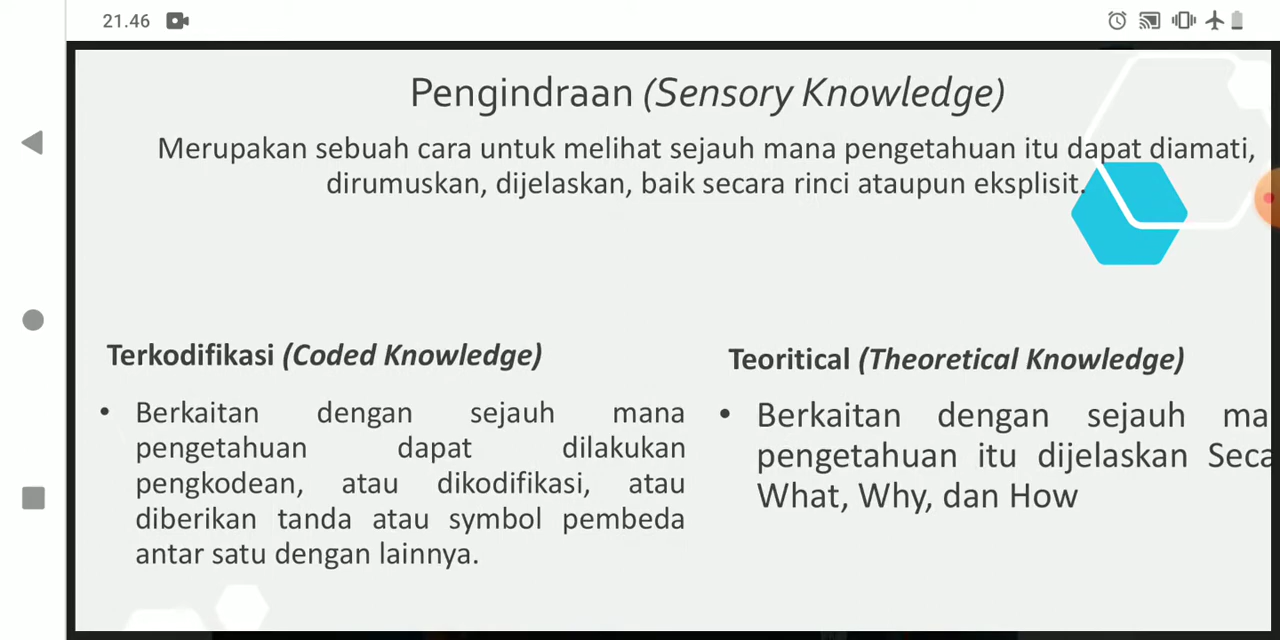 21.46
Pengindraan (Sensory Knowledge)
Merupakan sebuah cara untuk melihat sejauh mana pengetahuan itu dapat diamati,
dirumuskan, dijelaskan, baik secara rinci ataupun eksplisit.
Terkodifikasi (Coded Knowledge)
• Berkaitan dengan sejauh mana
pengetahuan dapat dilakukan
pengkodean, atau dikodifikasi, atau
diberikan tanda atau symbol pembeda
antar satu dengan lainnya.
Teoritical (Theoretical Knowledge)
• Berkaitan dengan sejauh ma
pengetahuan itu dijelaskan Seca
What, Why, dan How